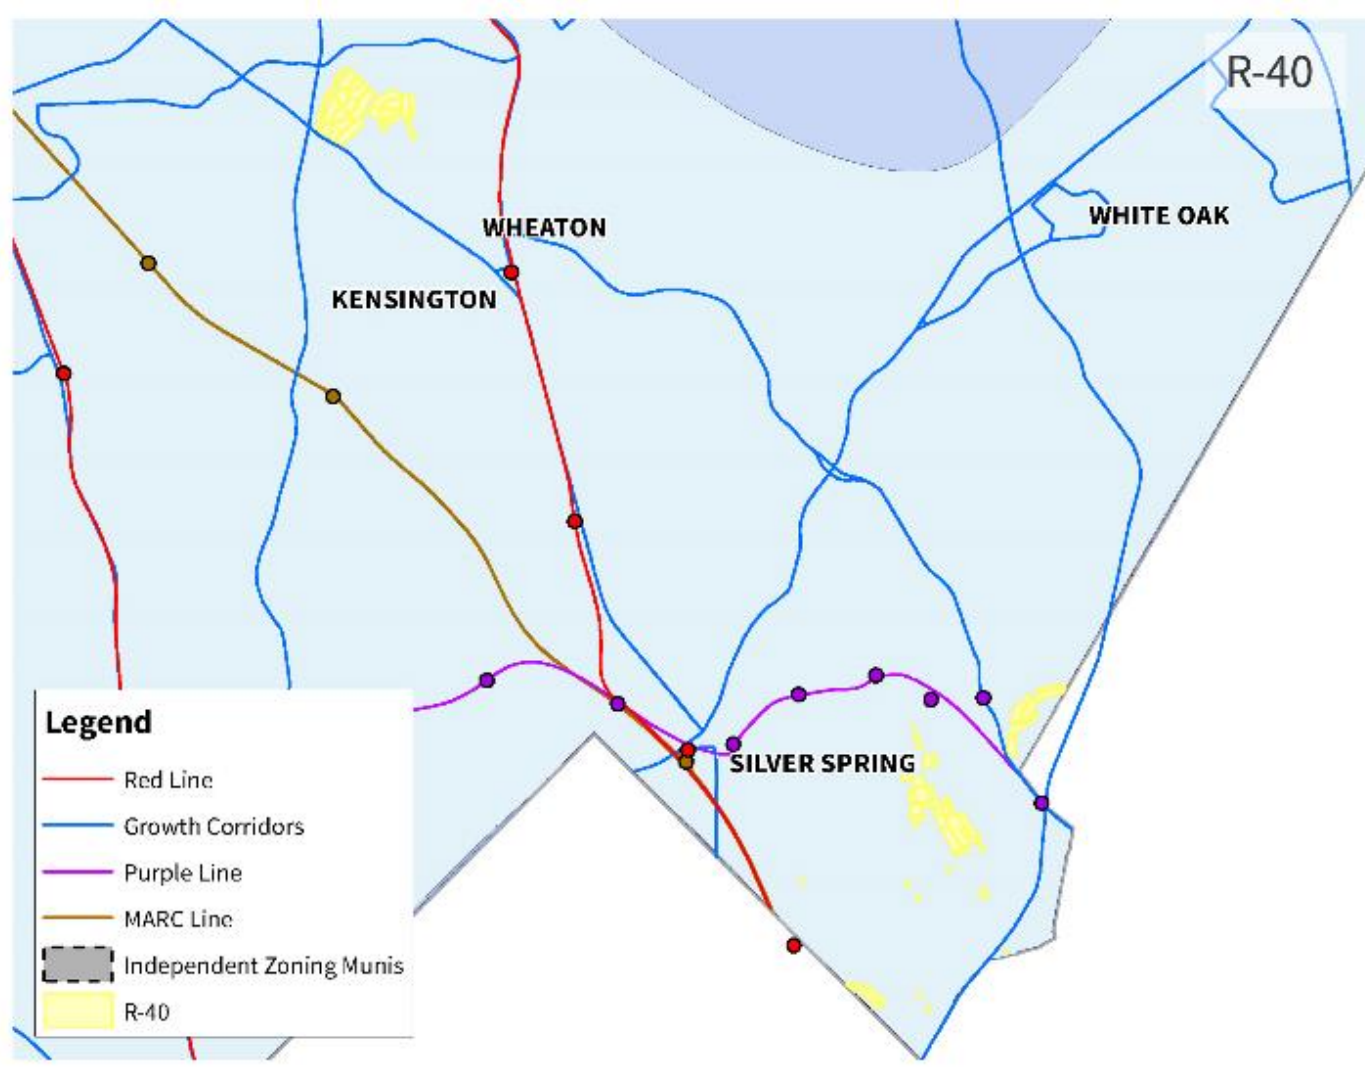 R-40
WHITE OAK
WHEATON
KENSINGTON
SILVER SPRING
Legend
Red Line
Growth Corridors
Purple Line
MARC Line
Independent Zoning Munis
R-40